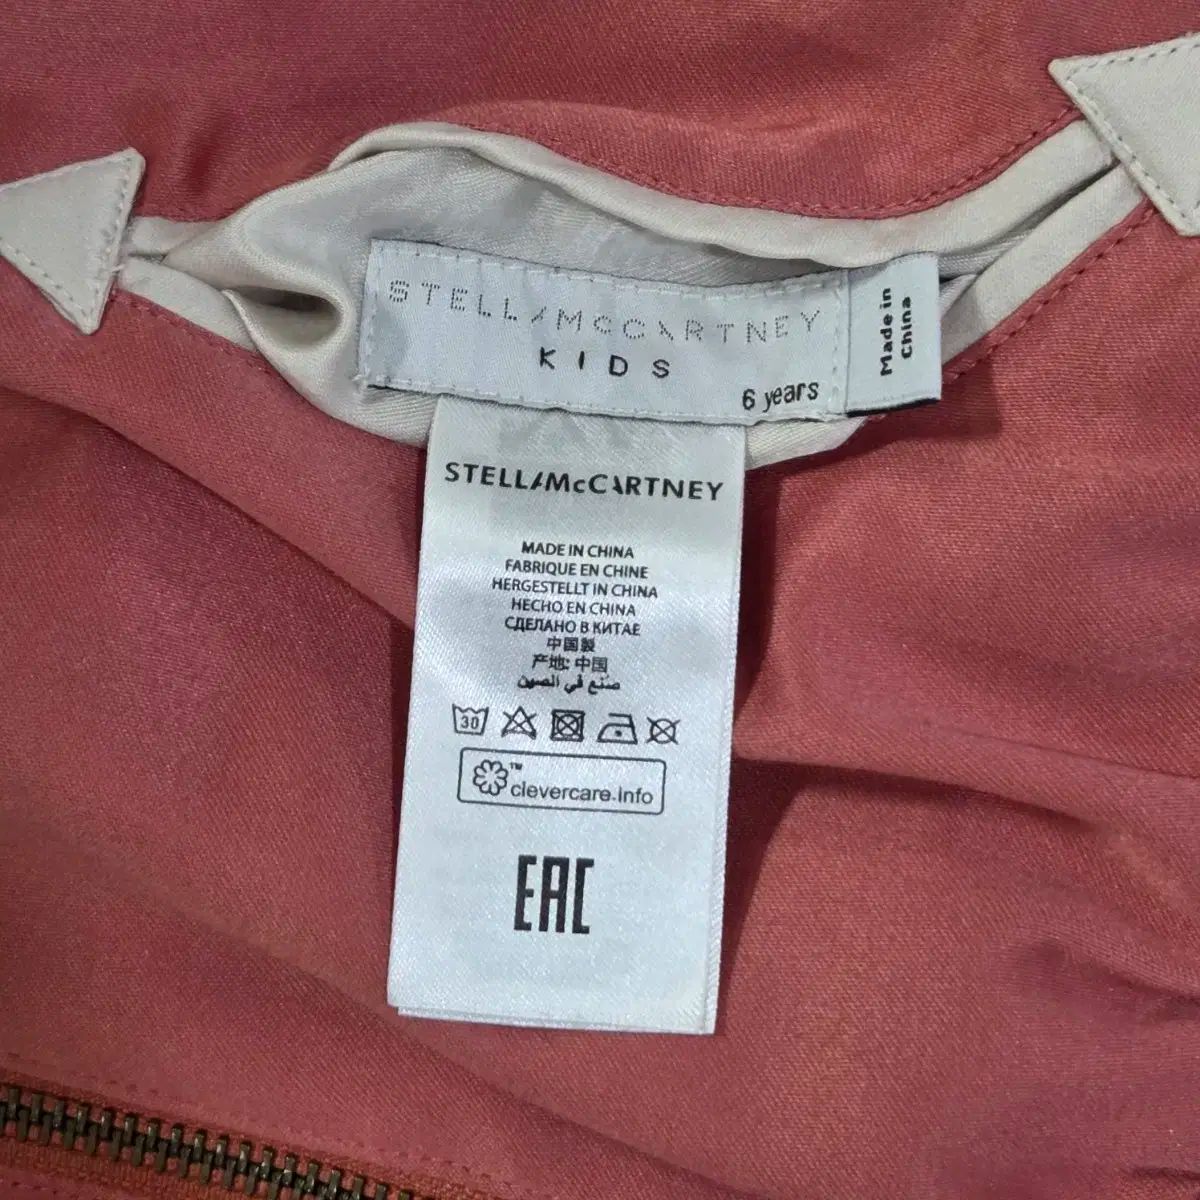 STELLA McCARTNEY
KIDS
6 years
Made in
China
STELLA McCARTNEY
MADE IN CHINA
FABRIQUE EN CHINE
HERGESTELLT IN CHINA
HECHO EN CHINA
СДЕЛАНО В КИТАЕ
中国製
产地: 中国
صنع في الصين
30
™
clevercare.info
EAC